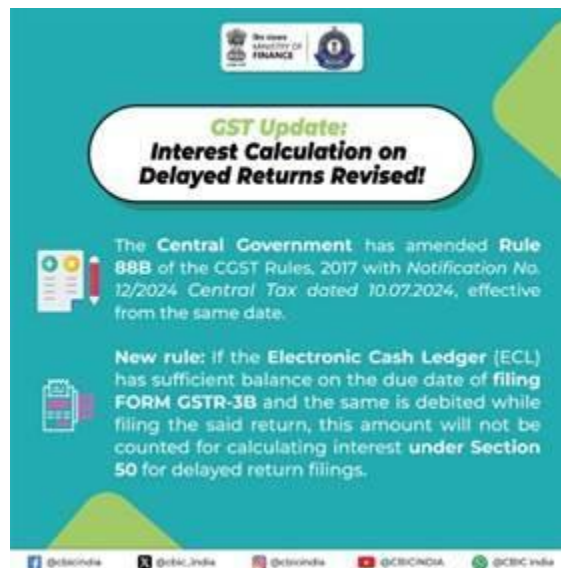 MINISTRY OF
FINANCE
GST Update:
Interest Calculation on
Delayed Returns Revised!
The Central Government has amended Rule
88B of the CGST Rules, 2017 with Notification No.
12/2024 Central Tax dated 10.07.2024, effective
from the same date.
New rule: If the Electronic Cash Ledger (ECL)
has sufficient balance on the due date of filing
FORM GSTR-3B and the same is debited while
filing the said return, this amount will not be
counted for calculating interest under Section
50 for delayed return filings.
@cbicindia @cbic_india @cbicindia @CBICINDIA @CBIC India